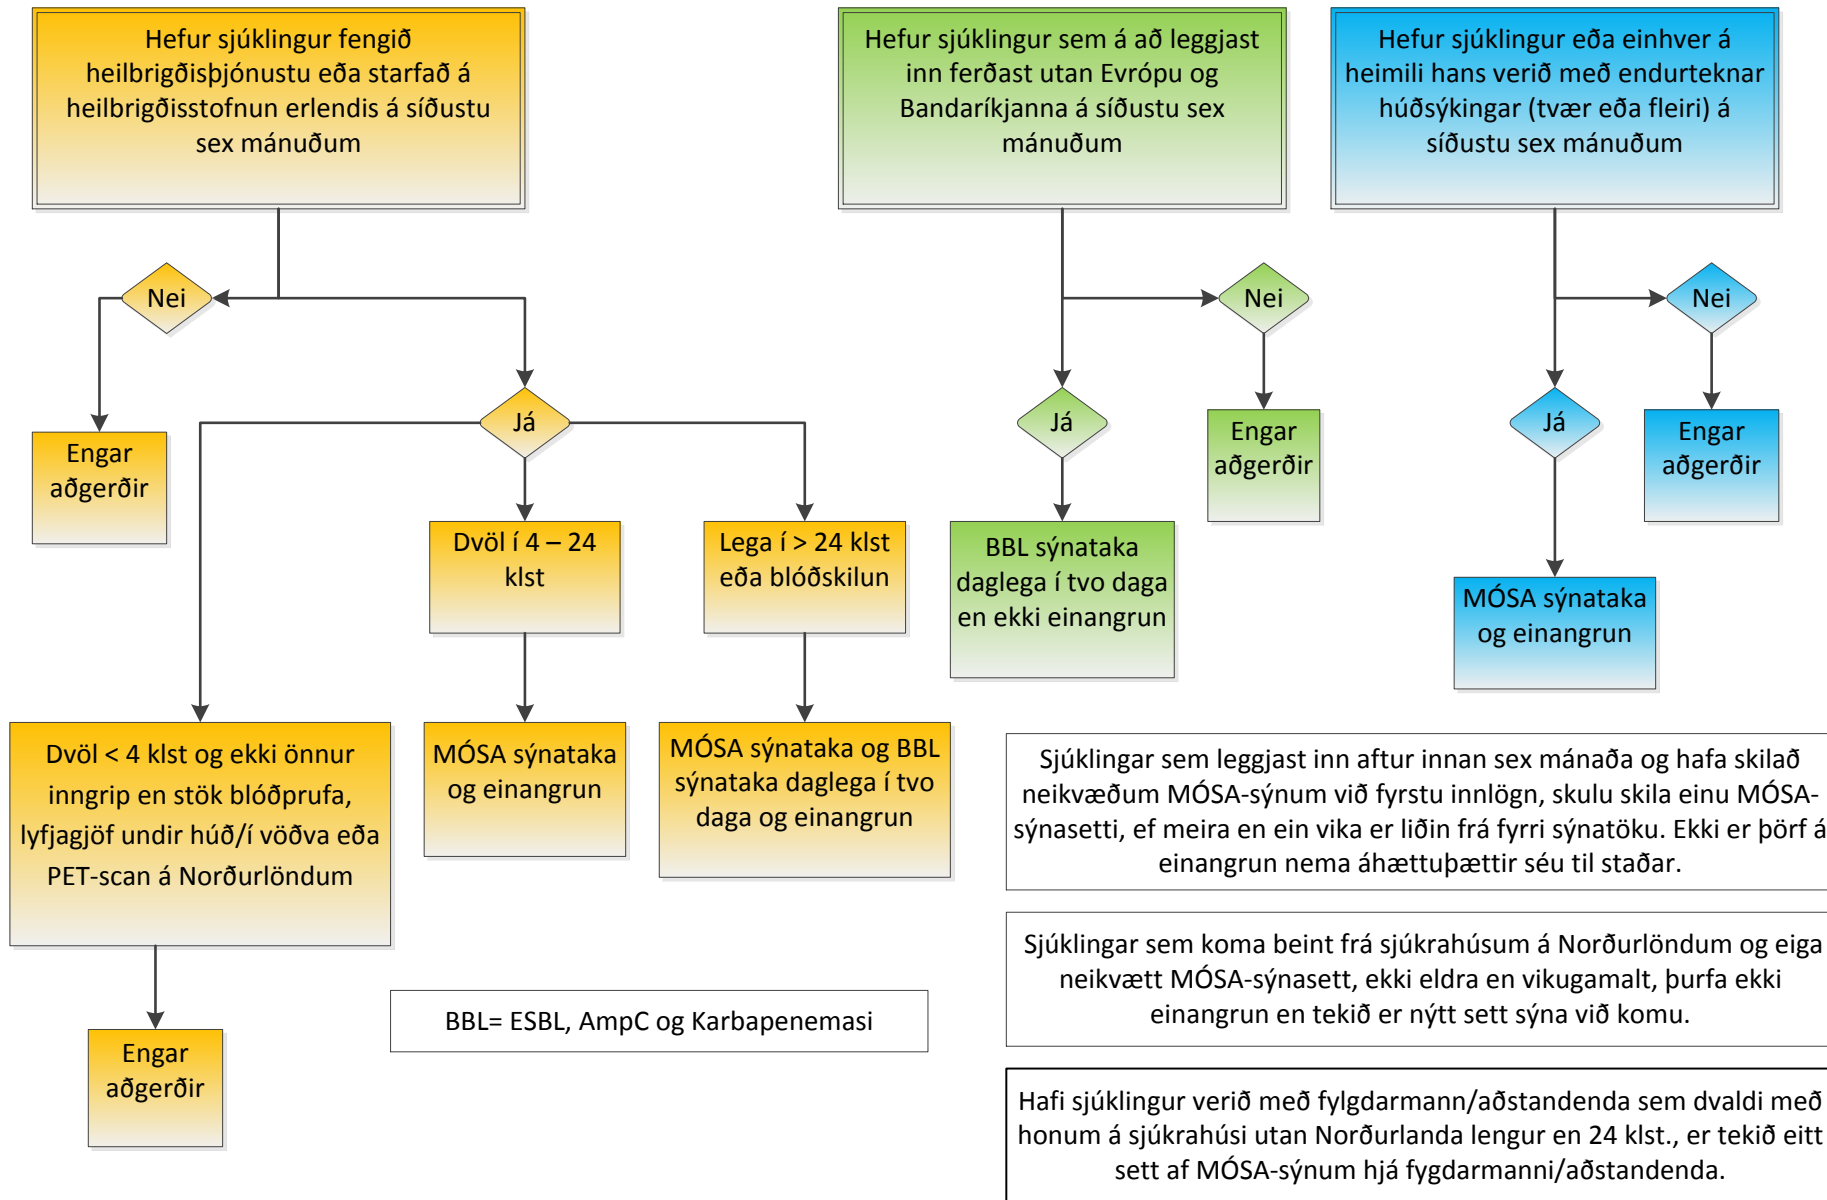 Hefur sjúklingur fengið
heilbrigðisþjónustu eða starfað á
heilbrigðisstofnun erlendis á síðustu
sex mánuðum
Nei
Engar
aðgerðir
Já
Dvöl < 4 klst og ekki önnur
inngrip en stök blóðprufa,
lyfjagjöf undir húð/í vöðva eða
PET-scan á Norðurlöndum
Engar
aðgerðir
Dvöl í 4 – 24
klst
MÓSA sýnataka
og einangrun
Lega í > 24 klst
eða blóðskilun
MÓSA sýnataka og BBL
sýnataka daglega í tvo
daga og einangrun
BBL= ESBL, AmpC og Karbapenemasi
Hefur sjúklingur sem á að leggjast
inn ferðast utan Evrópu og
Bandaríkjanna á síðustu sex
mánuðum
Nei
Engar
aðgerðir
Já
BBL sýnataka
daglega í tvo daga
en ekki einangrun
Hefur sjúklingur eða einhver á
heimili hans verið með endurteknar
húðsýkingar (tvær eða fleiri) á
síðustu sex mánuðum
Nei
Engar
aðgerðir
Já
MÓSA sýnataka
og einangrun
Sjúklingar sem leggjast inn aftur innan sex mánaða og hafa skilað
neikvæðum MÓSA-sýnum við fyrstu innlögn, skulu skila einu MÓSA-
sýnasetti, ef meira en ein vika er liðin frá fyrri sýnatöku. Ekki er þörf á
einangrun nema áhættuþættir séu til staðar.
Sjúklingar sem koma beint frá sjúkrahúsum á Norðurlöndum og eiga
neikvætt MÓSA-sýnasett, ekki eldra en vikugamalt, þurfa ekki
einangrun en tekið er nýtt sett sýna við komu.
Hafi sjúklingur verið með fylgdarmann/aðstandenda sem dvaldi með
honum á sjúkrahúsi utan Norðurlanda lengur en 24 klst., er tekið eitt
sett af MÓSA-sýnum hjá fygdarmanni/aðstandenda.